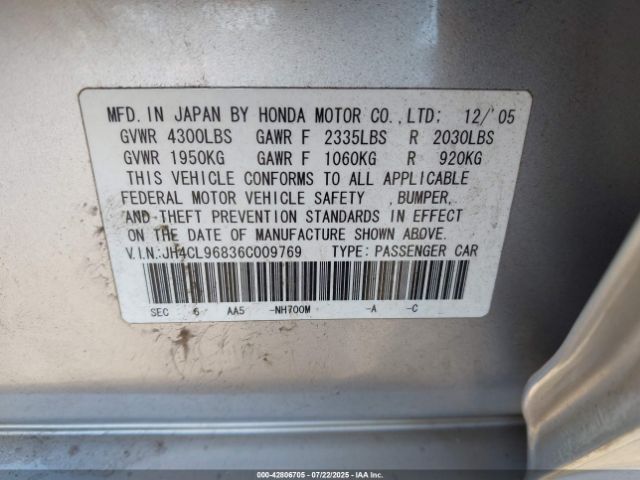 MFD. IN JAPAN BY HONDA MOTOR CO.,LTD: 12/'05
GVWR 4300LBS GAWR F 2335LBS R 2030LBS
GVWR 1950KG GAWR F 1060KG R 920KG
THIS VEHICLE CONFORMS TO ALL APPLICABLE
FEDERAL MOTOR VEHICLE SAFETY ,BUMPER,
AND THEFT PREVENTION STANDARDS IN EFFECT
ON THE DATE OF MANUFACTURE SHOWN ABOVE.
V.I.N:JH4CL96836C009769 TYPE: PASSENGER CAR
SEC 6 AA5 -NH700M -A -C
000-42806705 07/22/2025 IAAI.com